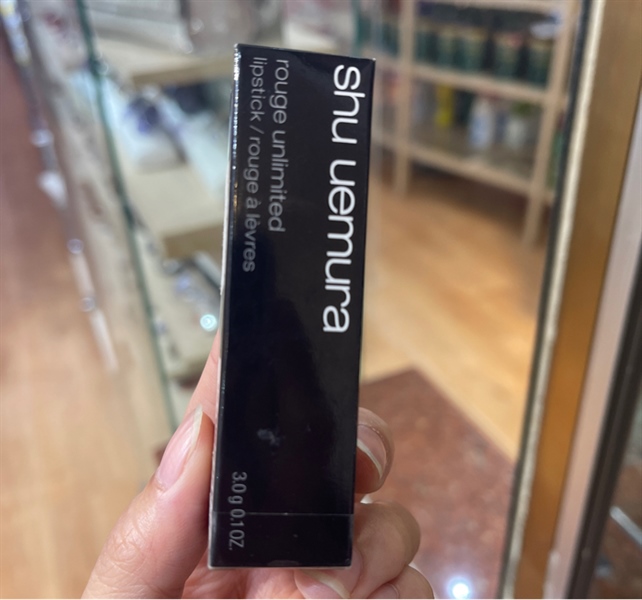 shu uemura
rouge unlimited
lipstick / rouge à lèvres
3.0 g 0.1 OZ.